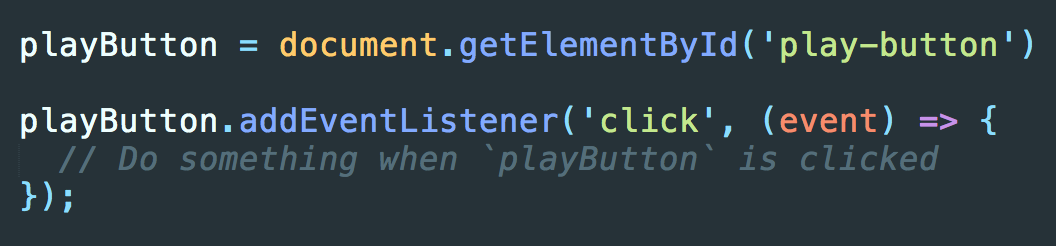 playButton = document.getElementById('play-button')
playButton.addEventListener('click', (event) => {
  // Do something when `playButton` is clicked
});